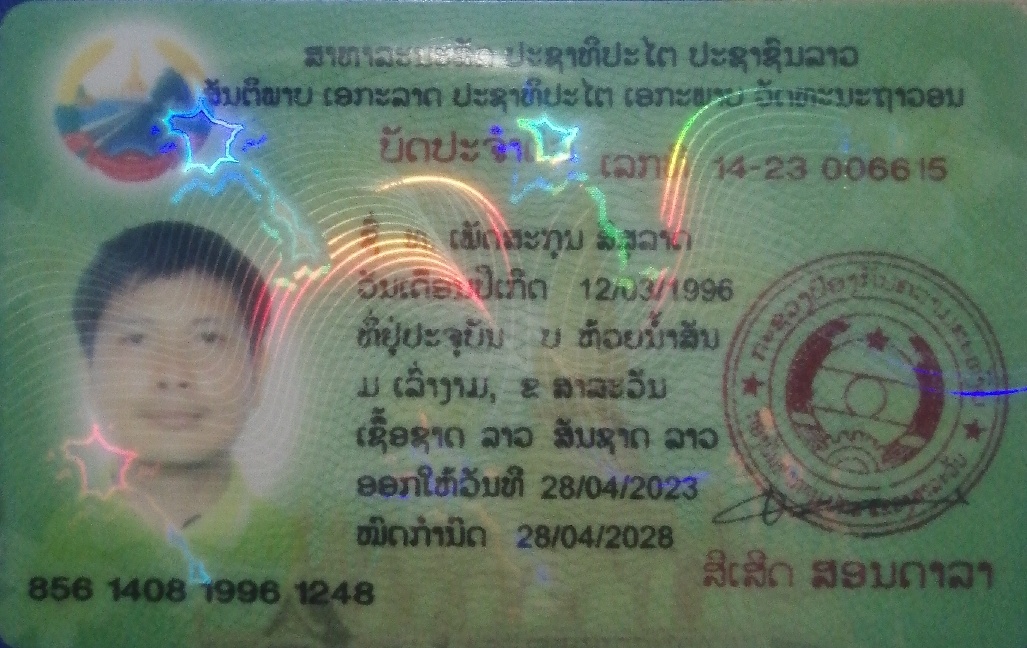 ສາທາລະນະລັດ ປະຊາທິປະໄຕ ປະຊາຊົນລາວ
ສັນຕິພາບ ເອກະລາດ ປະຊາທິປະໄຕ ເອກະພາບ ວັດທະນະຖາວອນ
ບັດປະຈຳ ເລກທີ 14-23 006615
ຊື່ ທ ເພັດສະກຸນ ສີສຸລາດ
ວັນເດືອນປີເກີດ 12/03/1996
ທີ່ຢູ່ປະຈຸບັນ ບ ຫ້ວຍນ້ຳສັນ
ມ ເລົ່າງາມ, ຂ ສາລະວັນ
ເຊື້ອຊາດ ລາວ ສັນຊາດ ລາວ
ອອກໃຫ້ວັນທີ 28/04/2023
ໝົດກຳນົດ 28/04/2028
ສີເສີດ ສອນດາລາ
856 1408 1996 1248